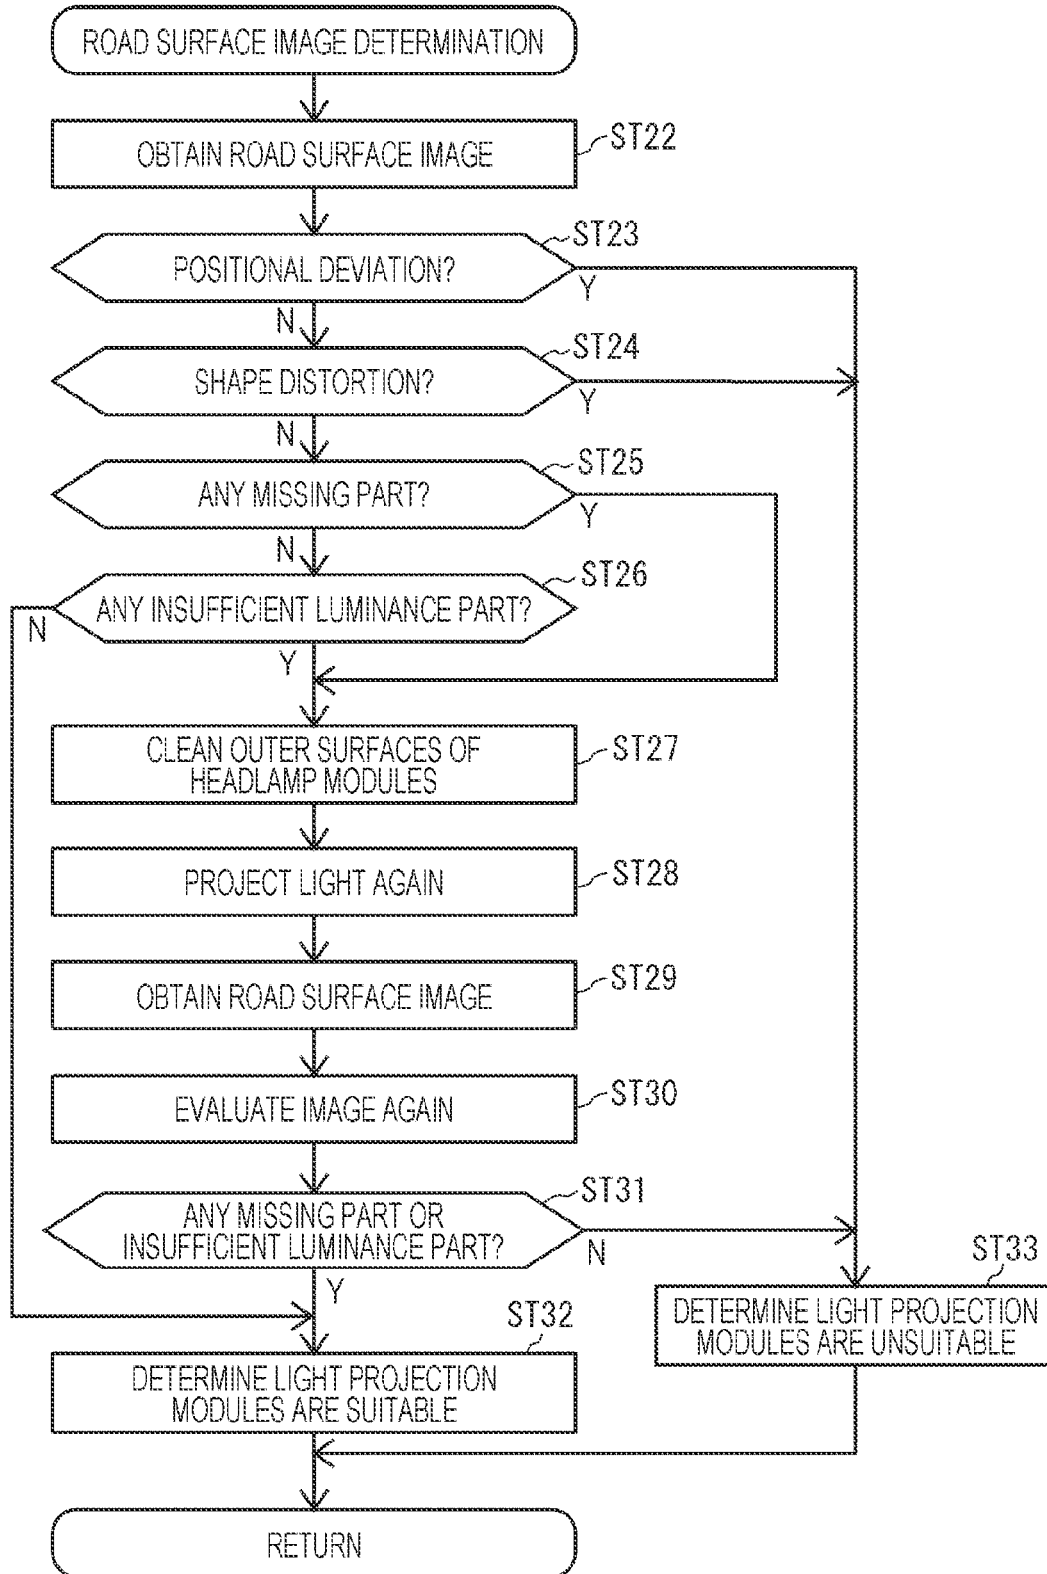 ROAD SURFACE IMAGE DETERMINATION
OBTAIN ROAD SURFACE IMAGE
ST22
POSITIONAL DEVIATION?
ST23
Y
N
SHAPE DISTORTION?
ST24
Y
N
ANY MISSING PART?
ST25
Y
N
ANY INSUFFICIENT LUMINANCE PART?
ST26
N
Y
CLEAN OUTER SURFACES OF
HEADLAMP MODULES
ST27
PROJECT LIGHT AGAIN
ST28
OBTAIN ROAD SURFACE IMAGE
ST29
EVALUATE IMAGE AGAIN
ST30
ANY MISSING PART OR
INSUFFICIENT LUMINANCE PART?
ST31
N
Y
ST33
DETERMINE LIGHT PROJECTION
MODULES ARE UNSUITABLE
ST32
DETERMINE LIGHT PROJECTION
MODULES ARE SUITABLE
RETURN